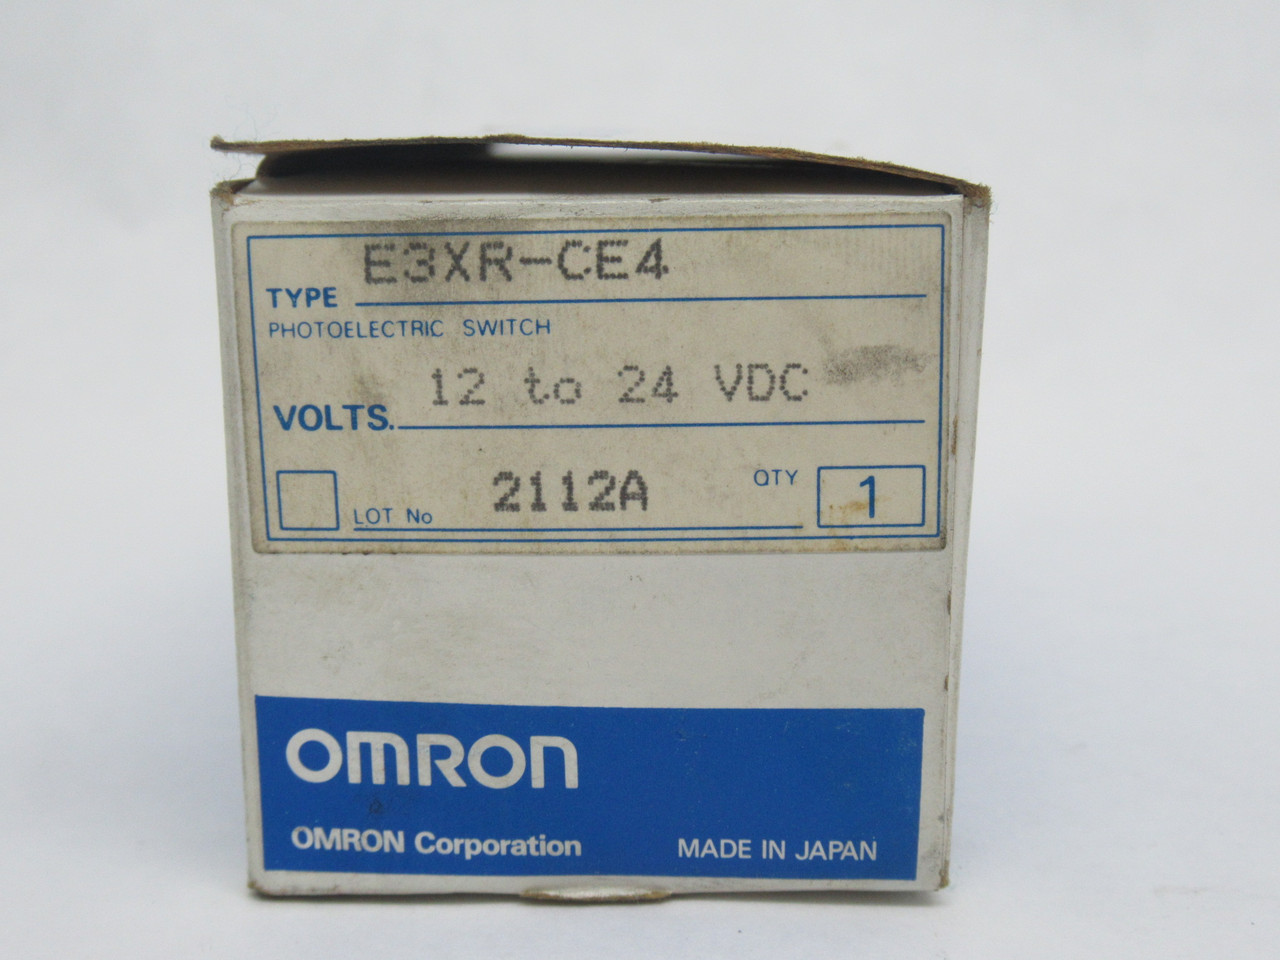 E3XR-CE4
TYPE
PHOTOELECTRIC SWITCH
12 to 24 VDC
VOLTS.
2112A
QTY
1
LOT No
OMRON
OMRON Corporation
MADE IN JAPAN